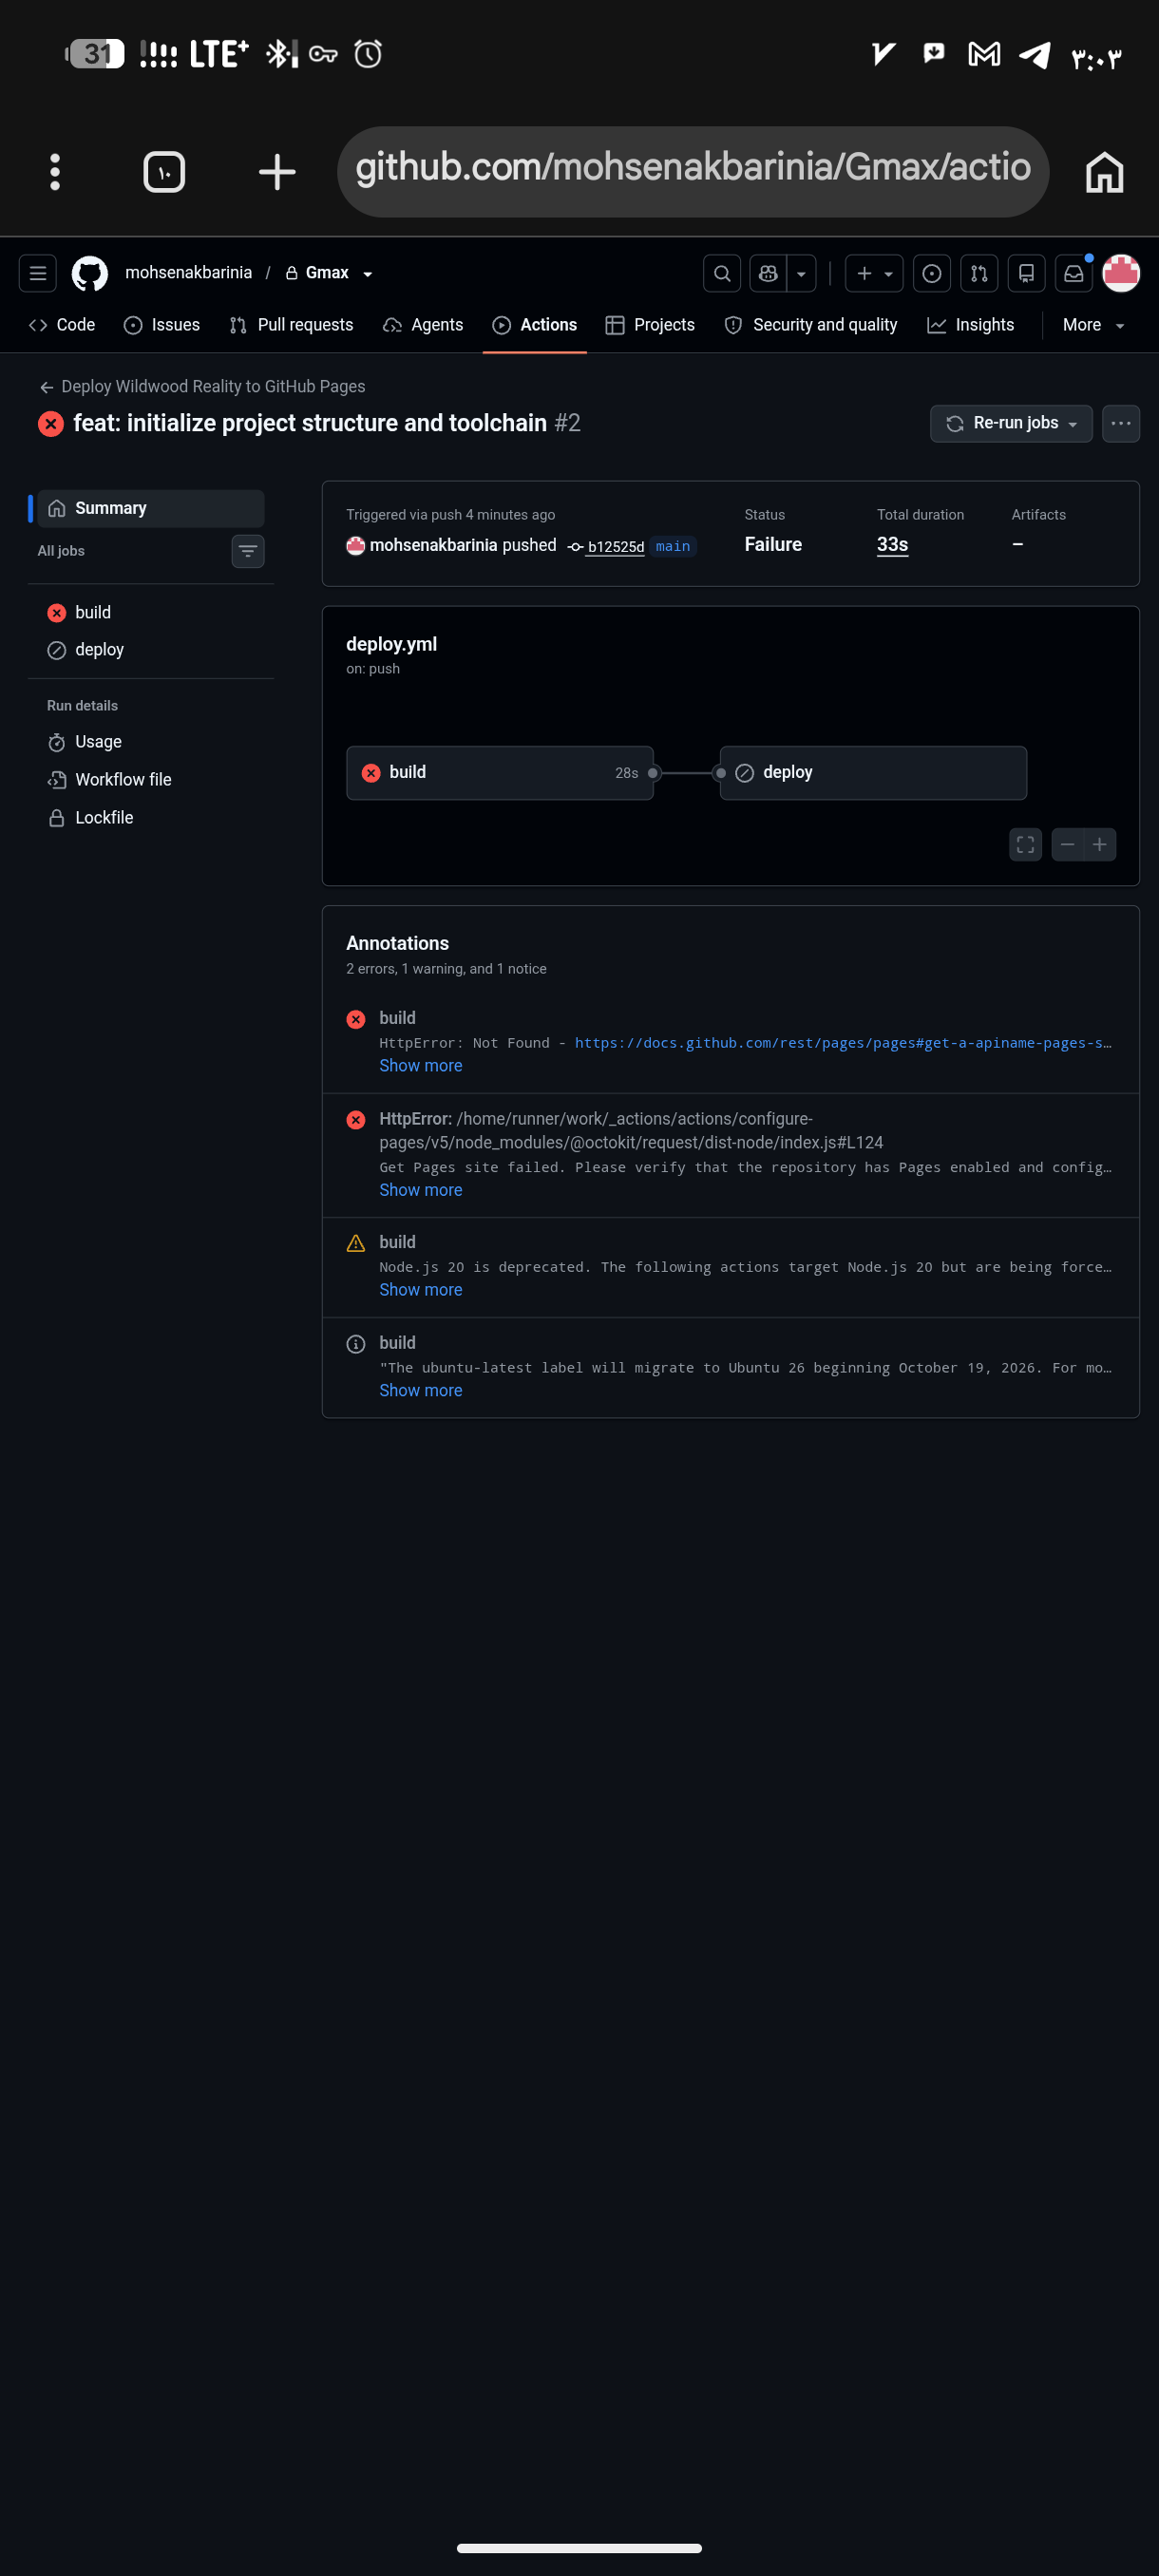 31 LTE+ ۳:۰۳
۱۰ github.com/mohsenakbarinia/Gmax/actio
mohsenakbarinia / Gmax
Code Issues Pull requests Agents Actions Projects Security and quality Insights More
Deploy Wildwood Reality to GitHub Pages
feat: initialize project structure and toolchain #2
Re-run jobs
Summary
All jobs
build
deploy
Run details
Usage
Workflow file
Lockfile
Triggered via push 4 minutes ago
mohsenakbarinia pushed b12525d main
Status
Failure
Total duration
33s
Artifacts
–
deploy.yml
on: push
build 28s
deploy
Annotations
2 errors, 1 warning, and 1 notice
build
HttpError: Not Found - https://docs.github.com/rest/pages/pages#get-a-apiname-pages-s…
Show more
HttpError: /home/runner/work/_actions/actions/configure-
pages/v5/node_modules/@octokit/request/dist-node/index.js#L124
Get Pages site failed. Please verify that the repository has Pages enabled and config…
Show more
build
Node.js 20 is deprecated. The following actions target Node.js 20 but are being force…
Show more
build
"The ubuntu-latest label will migrate to Ubuntu 26 beginning October 19, 2026. For mo…
Show more